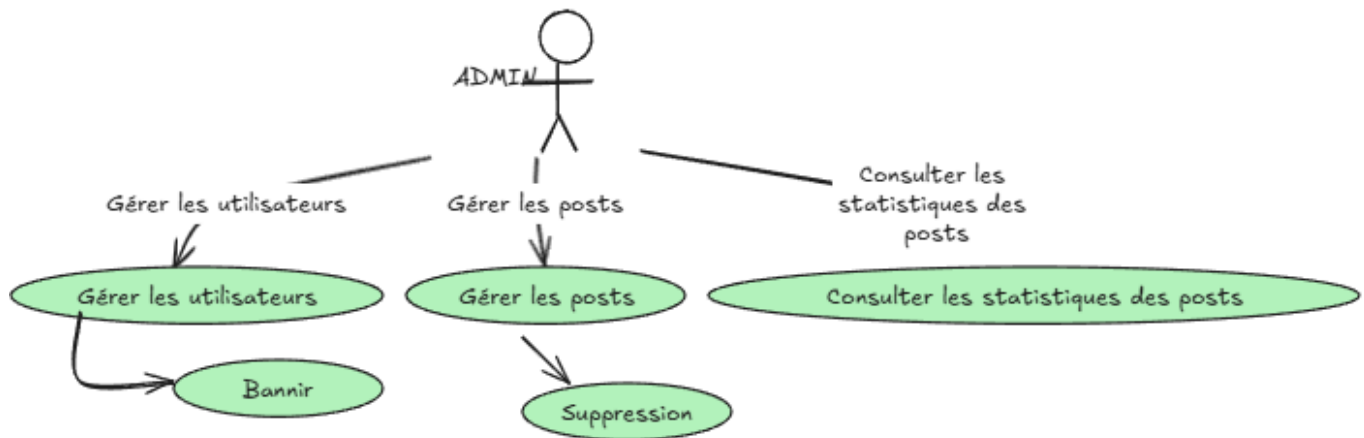 ADMIN
Gérer les utilisateurs
Gérer les posts
Consulter les
statistiques des
posts
Gérer les utilisateurs
Gérer les posts
Consulter les statistiques des posts
Bannir
Suppression